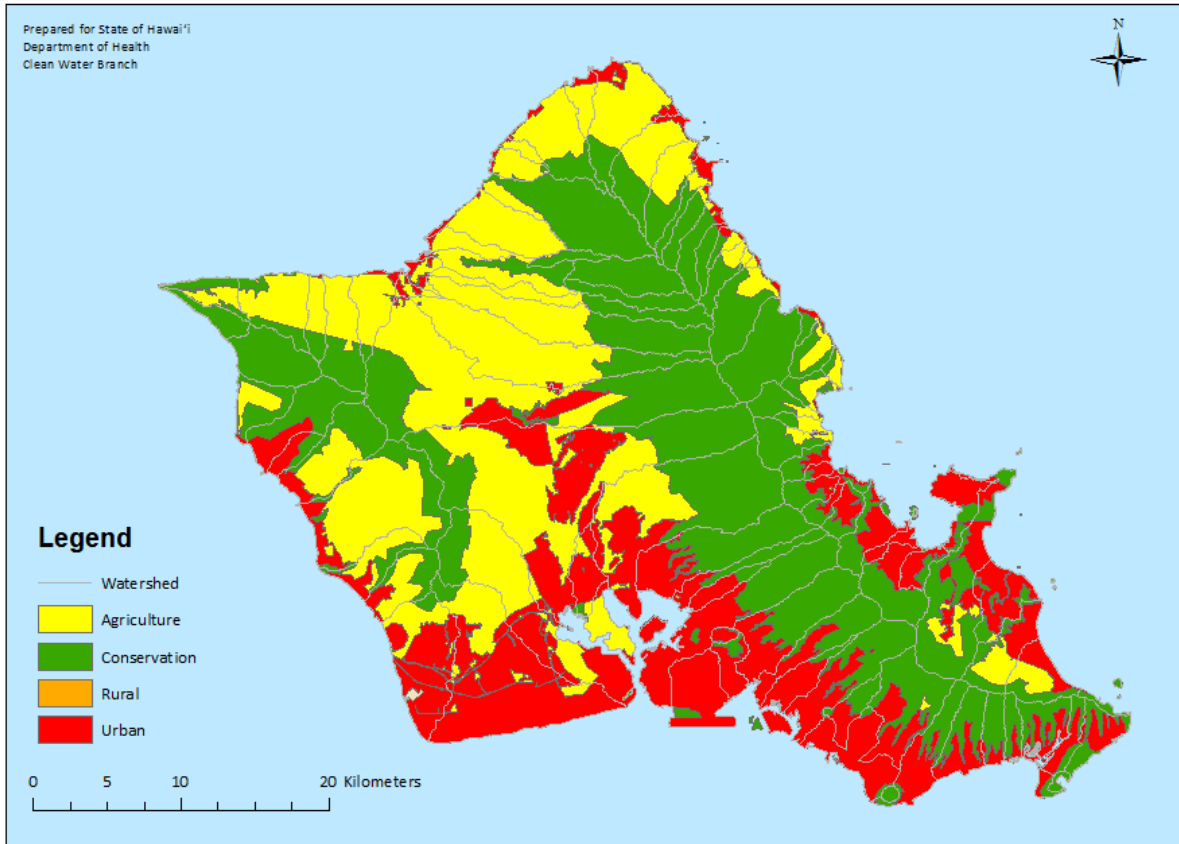 Prepared for State of Hawai‘i
Department of Health
Clean Water Branch
N
Legend
Watershed
Agriculture
Conservation
Rural
Urban
0 5 10 20 Kilometers